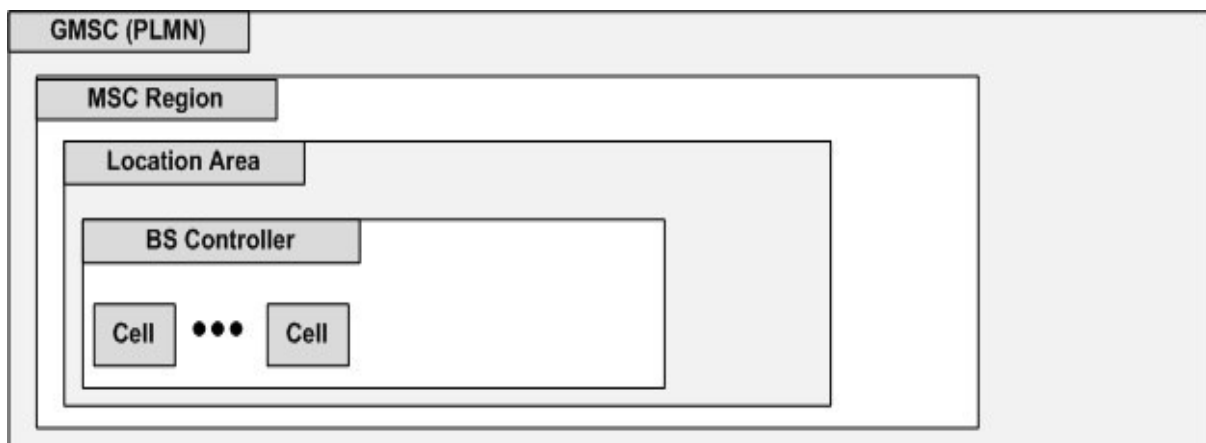 GMSC (PLMN)
MSC Region
Location Area
BS Controller
Cell ●●● Cell